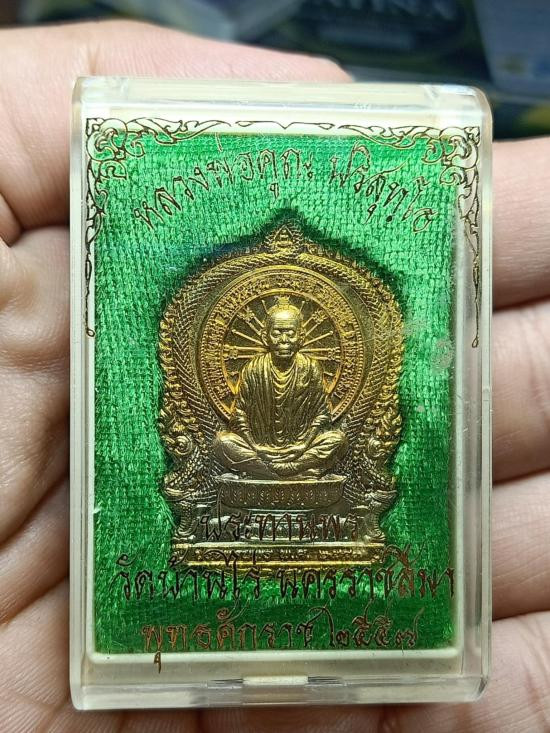 หลวงพ่อคูณ ปริสุทฺโธ
พระทานพร
วัดบ้านไร่ นครราชสีมา
พุทธศักราช ๒๕๕๗